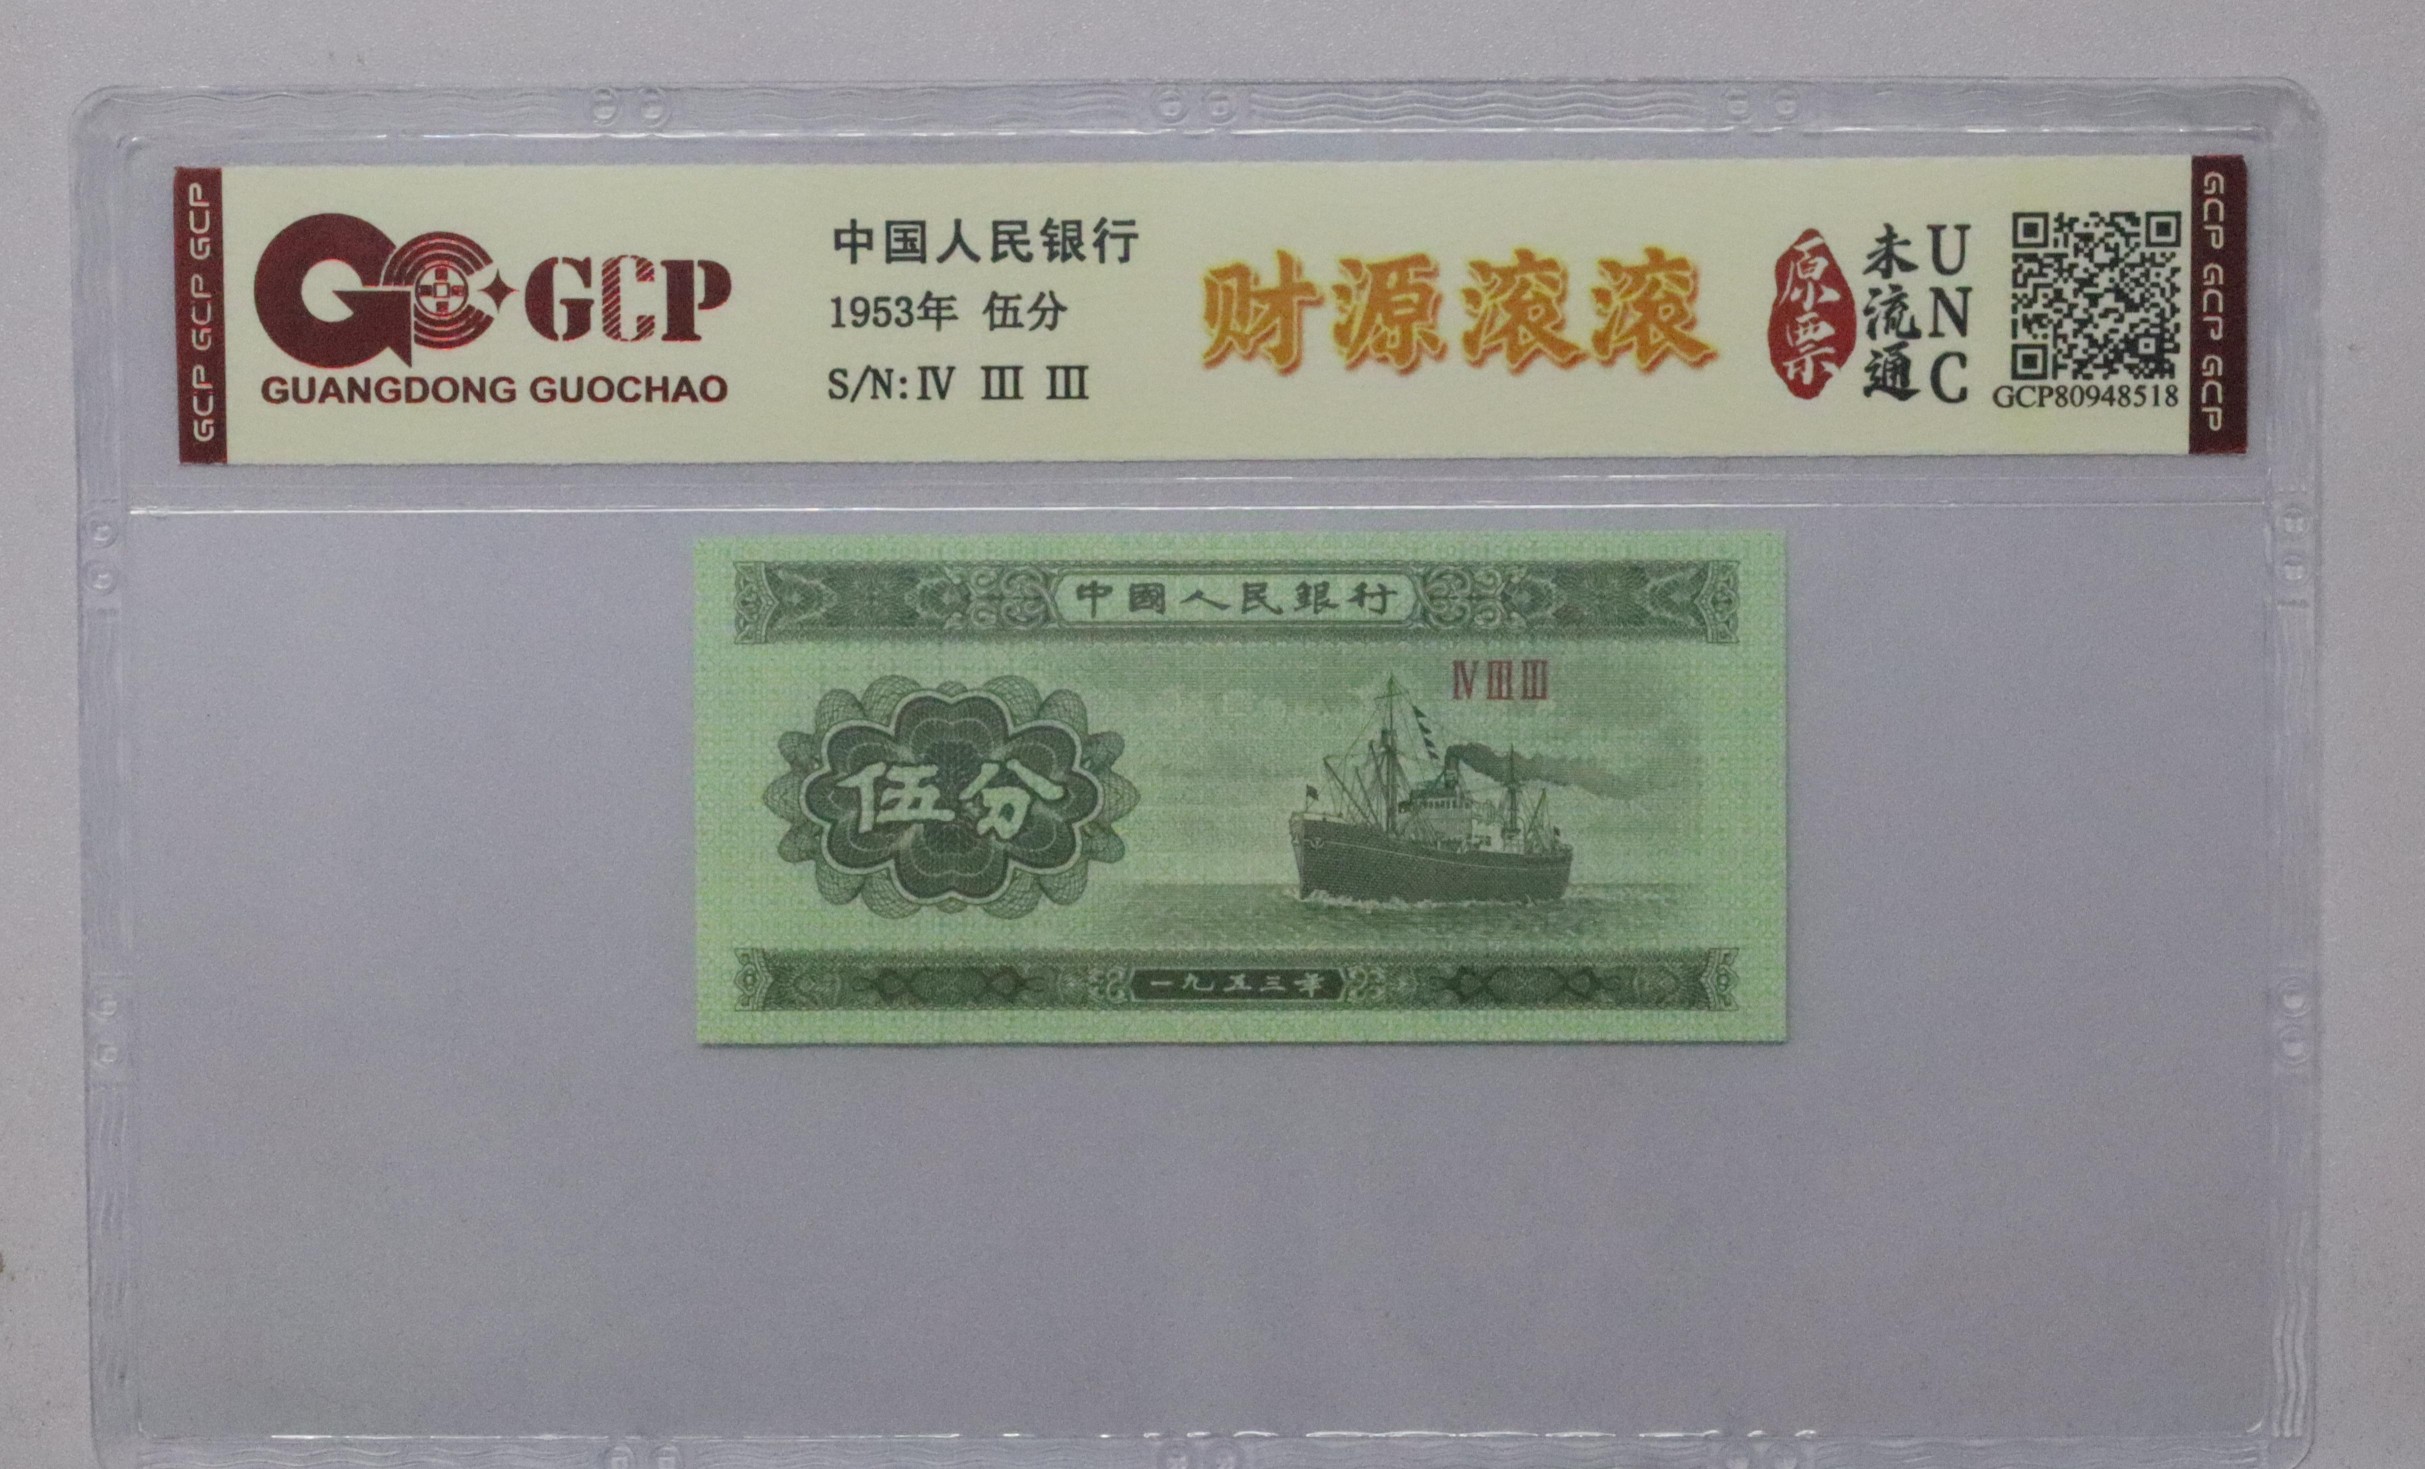 GCP GCP GCP
GCP
GUANGDONG GUOCHAO
中国人民银行
1953年 伍分
S/N: Ⅳ Ⅲ Ⅲ
财源滚滚
原票
未流通
UNC
GCP80948518
GCP GCP GCP
中國人民銀行
Ⅳ Ⅲ Ⅲ
伍分
一九五三年